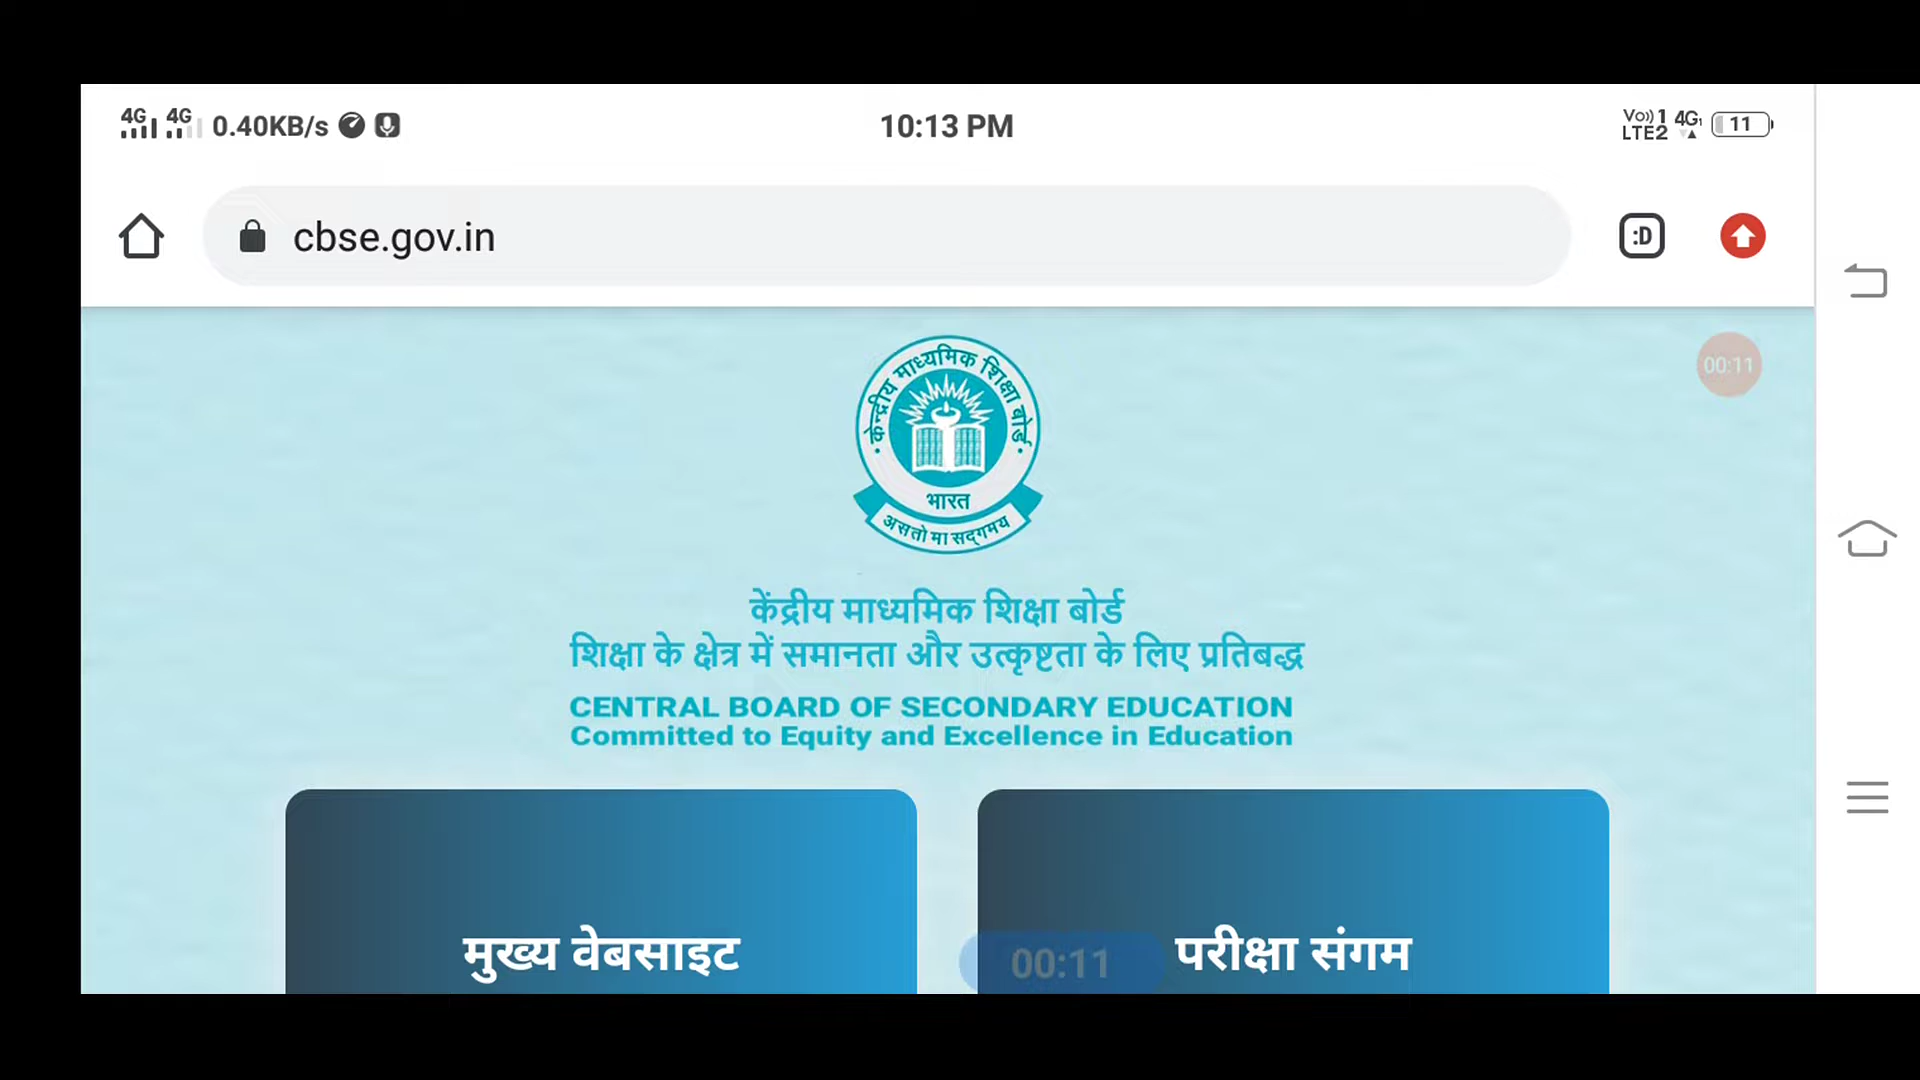 4G 4G 0.40KB/s 10:13 PM Vo)) 1 4G1 LTE2 11
cbse.gov.in :D
00:11
केन्द्रीय माध्यमिक शिक्षा बोर्ड
भारत
असतो मा सद्गमय
केंद्रीय माध्यमिक शिक्षा बोर्ड
शिक्षा के क्षेत्र में समानता और उत्कृष्टता के लिए प्रतिबद्ध
CENTRAL BOARD OF SECONDARY EDUCATION
Committed to Equity and Excellence in Education
मुख्य वेबसाइट 00:11 परीक्षा संगम